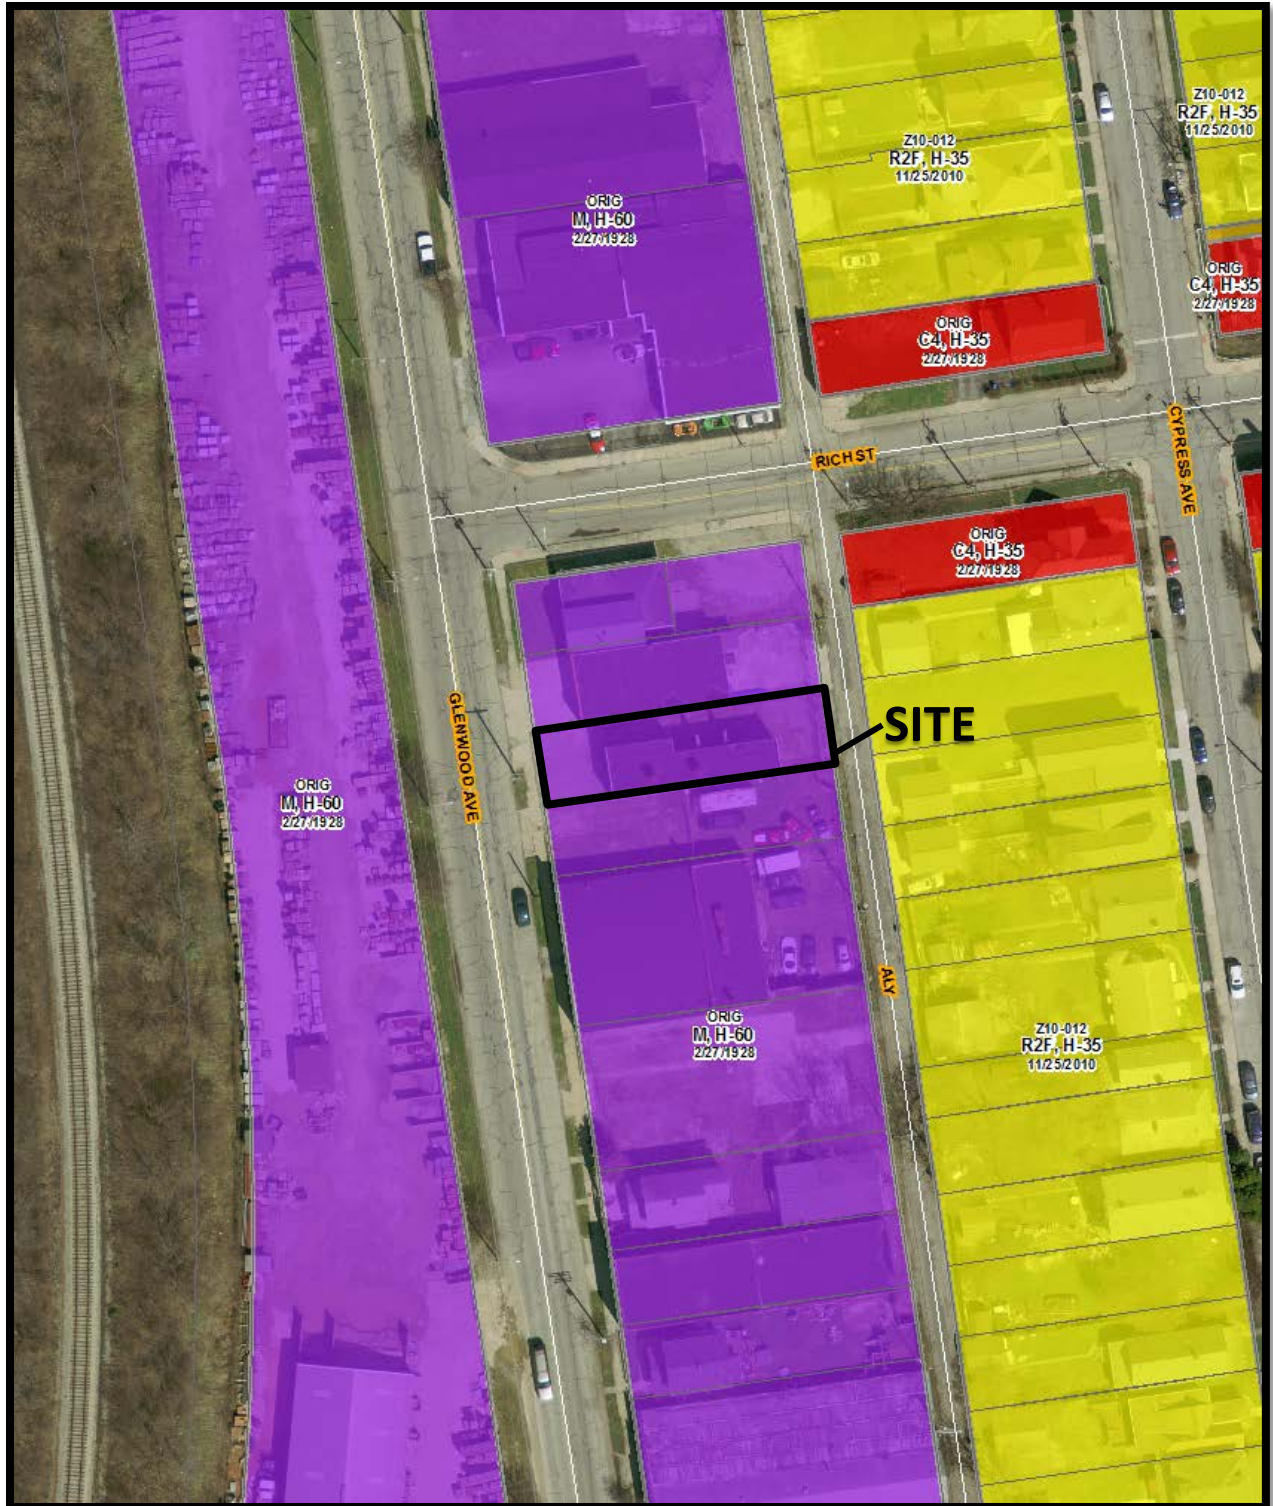 Z10-012
R2F, H-35
11/25/2010
Z10-012
R2F, H-35
11/25/2010
ORIG
M, H-60
2/27/1928
ORIG
C4, H-35
2/27/1928
ORIG
C4, H-35
2/27/1928
RICH ST
CYPRESS AVE
ORIG
C4, H-35
2/27/1928
GLENWOOD AVE
SITE
ORIG
M, H-60
2/27/1928
ALY
ORIG
M, H-60
2/27/1928
Z10-012
R2F, H-35
11/25/2010